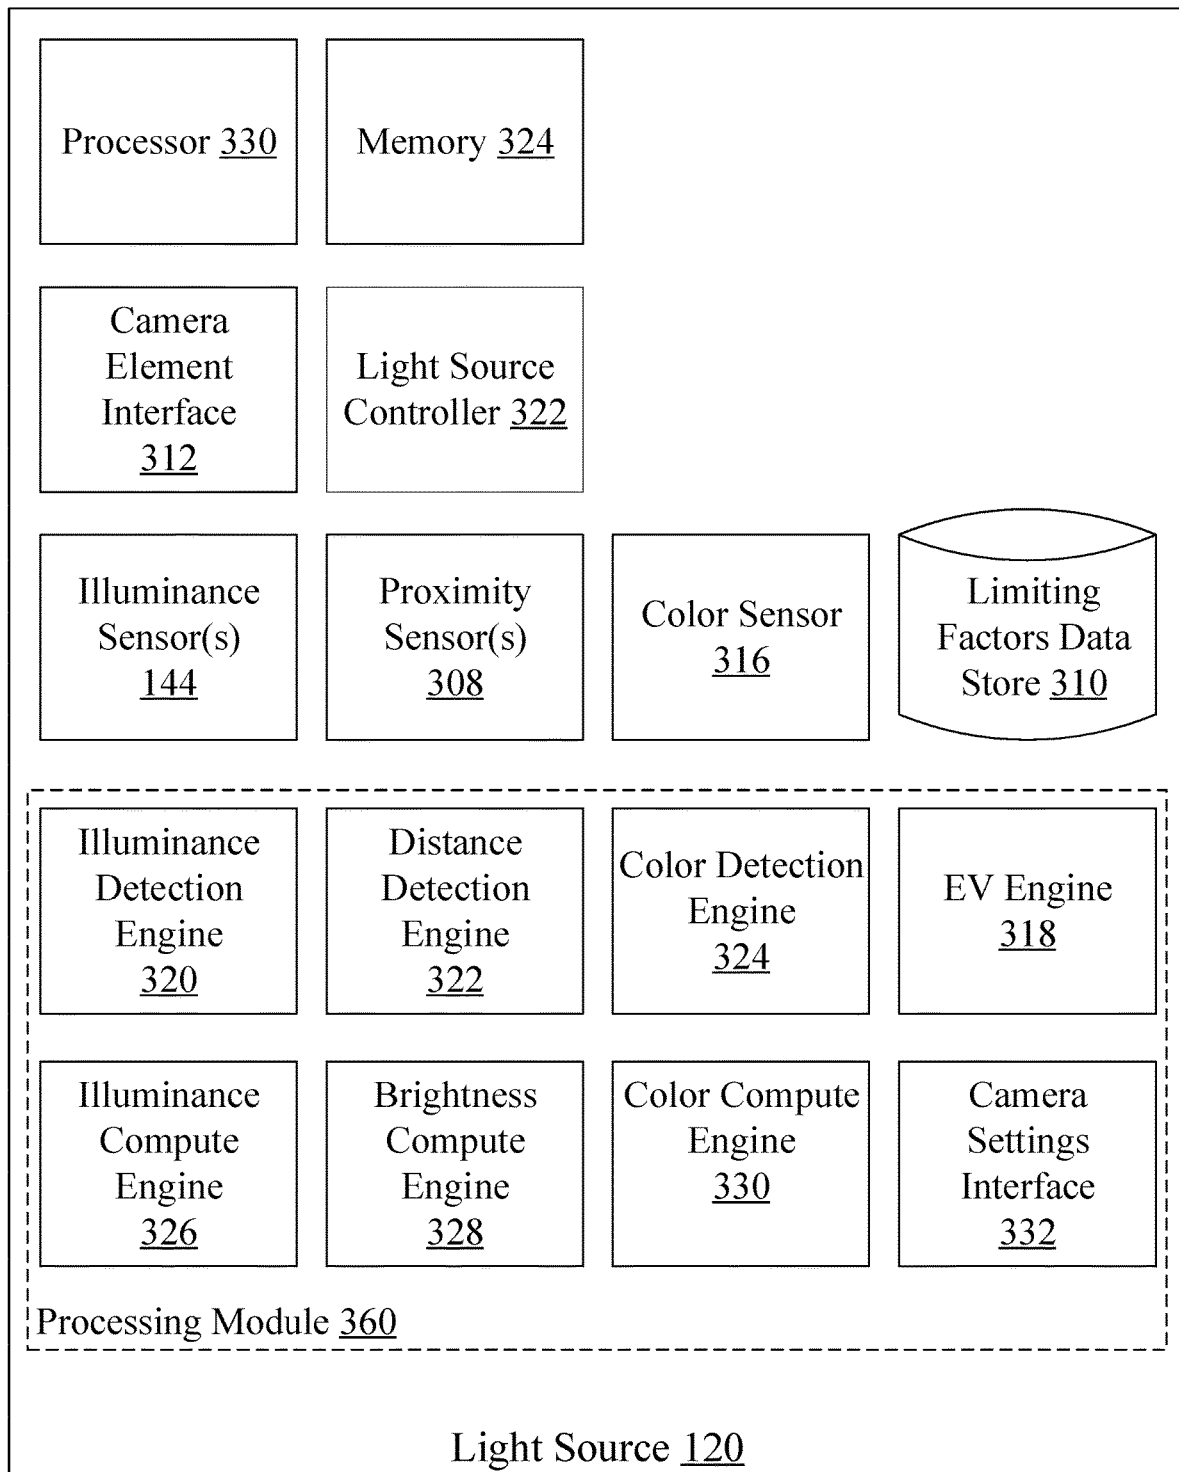 Processor 330
Memory 324
Camera
Element
Interface
312
Light Source
Controller 322
Illuminance
Sensor(s)
144
Proximity
Sensor(s)
308
Color Sensor
316
Limiting
Factors Data
Store 310
Illuminance
Detection
Engine
320
Distance
Detection
Engine
322
Color Detection
Engine
324
EV Engine
318
Illuminance
Compute
Engine
326
Brightness
Compute
Engine
328
Color Compute
Engine
330
Camera
Settings
Interface
332
Processing Module 360
Light Source 120